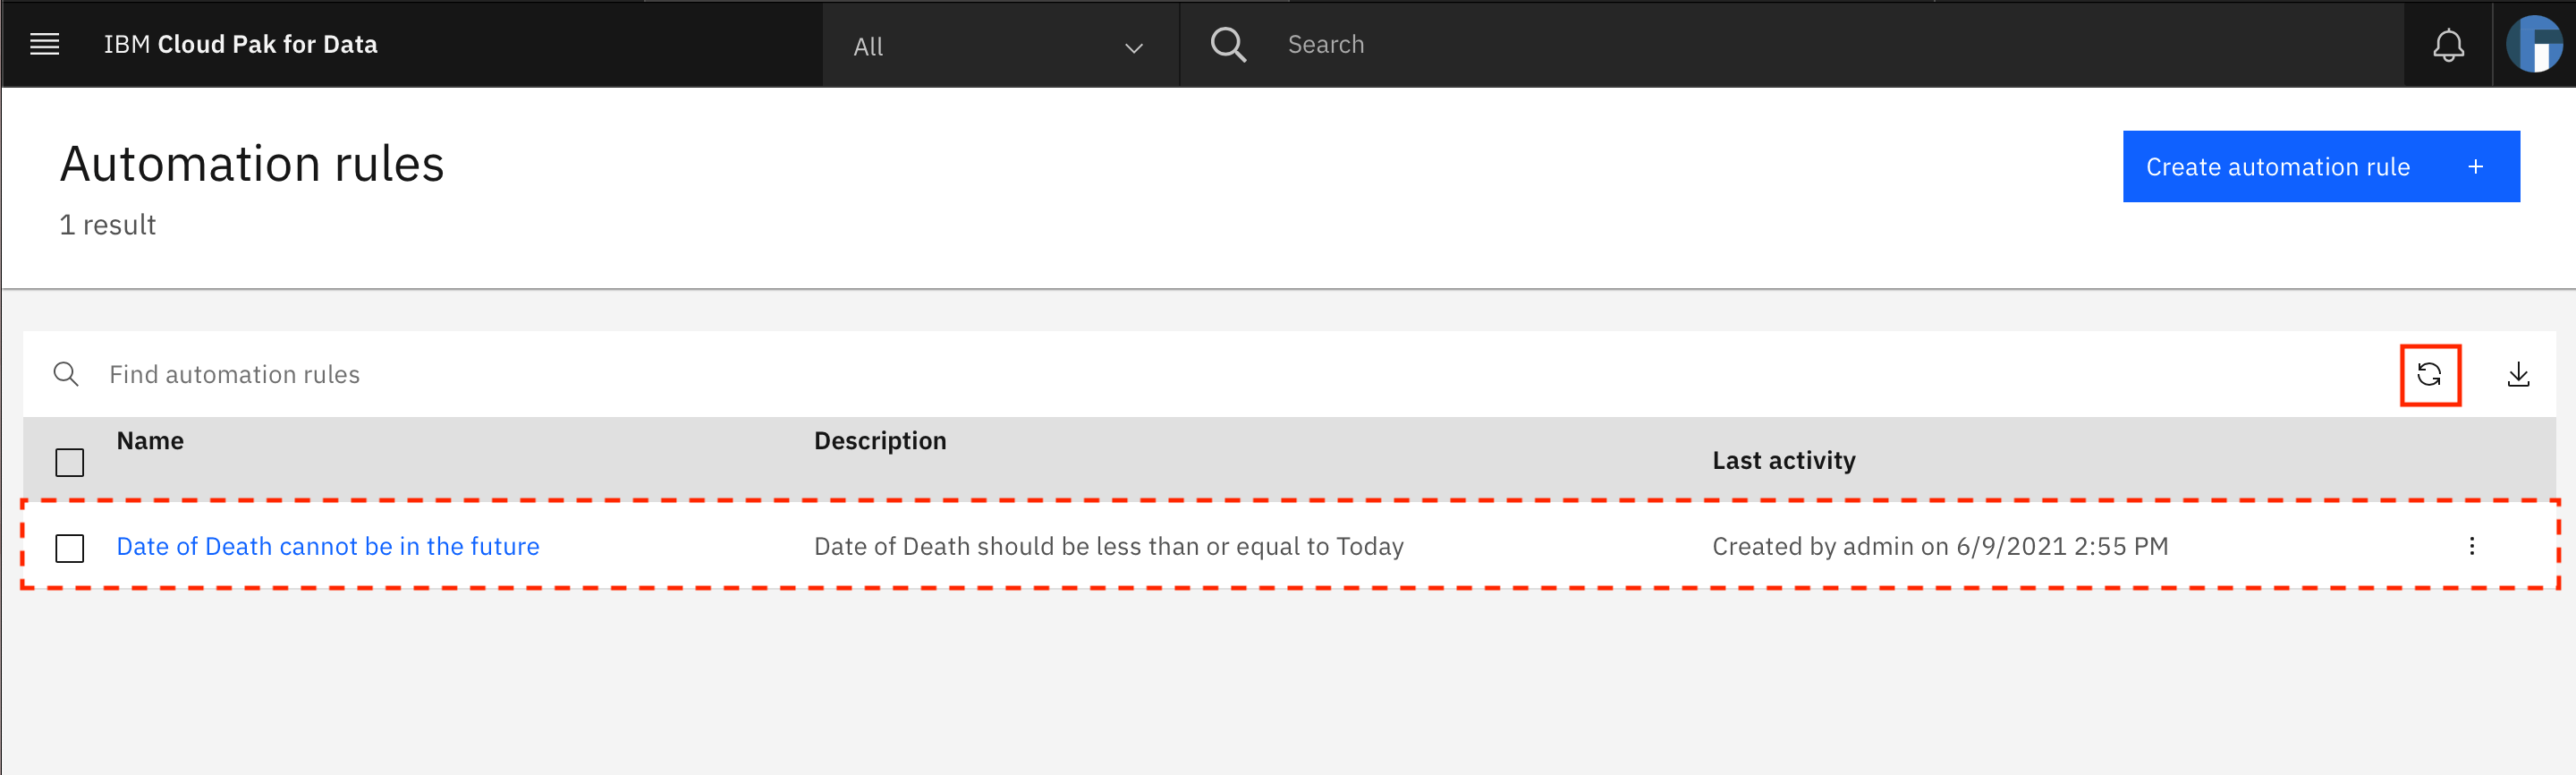 IBM Cloud Pak for Data
All
Search
Automation rules
1 result
Create automation rule +
Find automation rules
Name Description Last activity
Date of Death cannot be in the future Date of Death should be less than or equal to Today Created by admin on 6/9/2021 2:55 PM